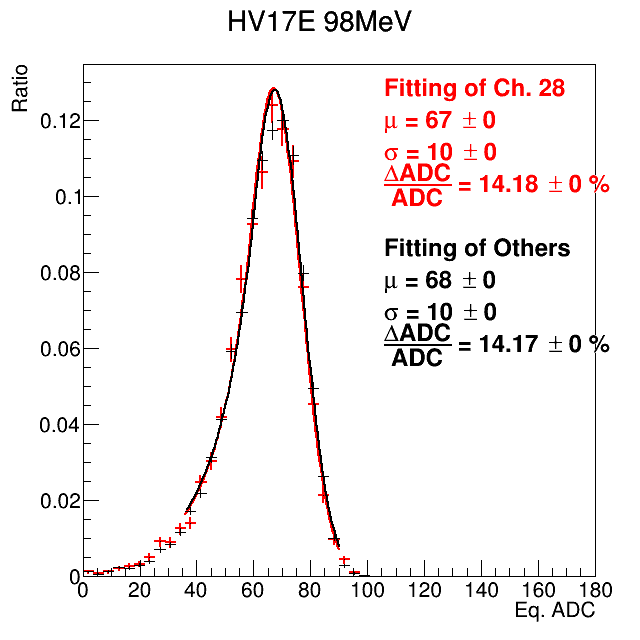 HV17E 98MeV
Ratio
Fitting of Ch. 28
μ = 67 ± 0
σ = 10 ± 0
ΔADC
ADC
= 14.18 ± 0 %
Fitting of Others
μ = 68 ± 0
σ = 10 ± 0
ΔADC
ADC
= 14.17 ± 0 %
0.12
0.1
0.08
0.06
0.04
0.02
0
0 20 40 60 80 100 120 140 160 180
Eq. ADC